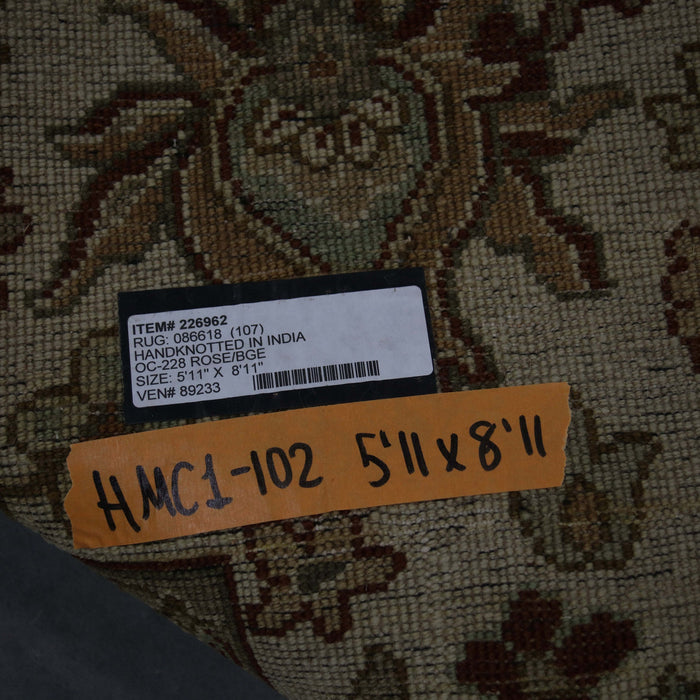 ITEM# 226962
RUG: 086618 (107)
HANDKNOTTED IN INDIA
OC-228 ROSE/BGE
SIZE: 5'11" X 8'11"
VEN# 89233
HMC1-102 5'11 x 8'11